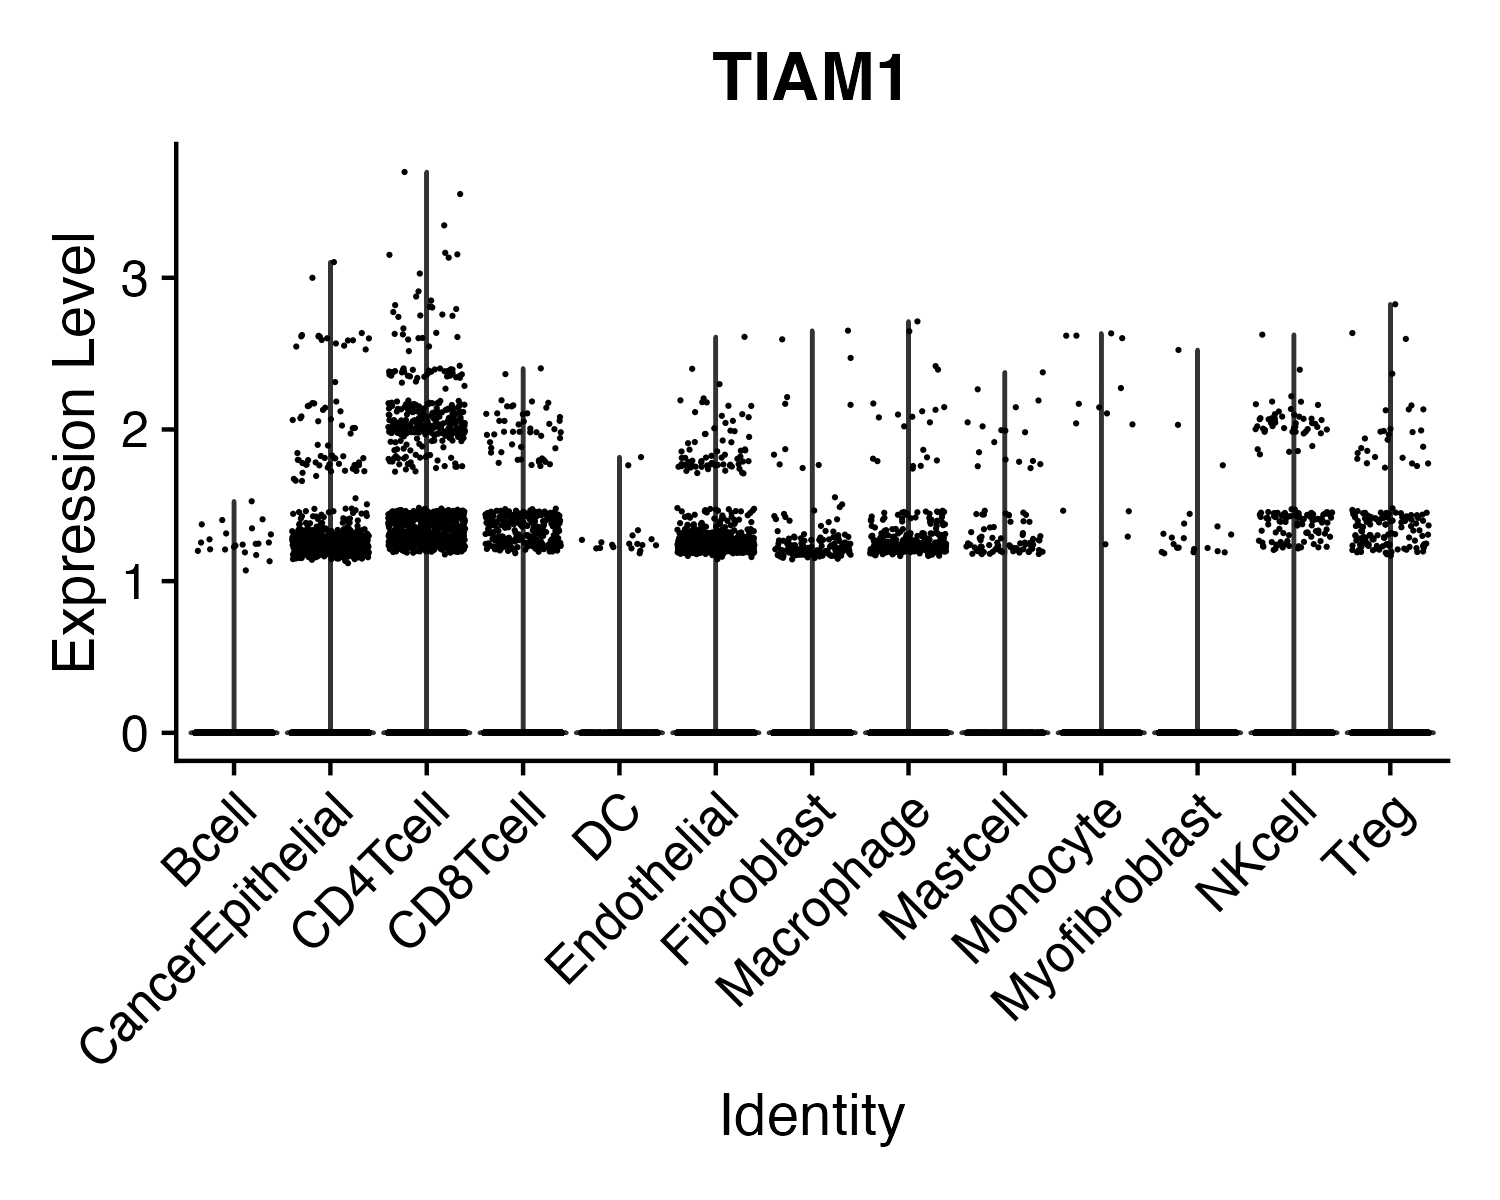 TIAM1
Expression Level
3
2
1
0
Bcell
CancerEpithelial
CD4Tcell
CD8Tcell
DC
Endothelial
Fibroblast
Macrophage
Mastcell
Monocyte
Myofibroblast
NKcell
Treg
Identity